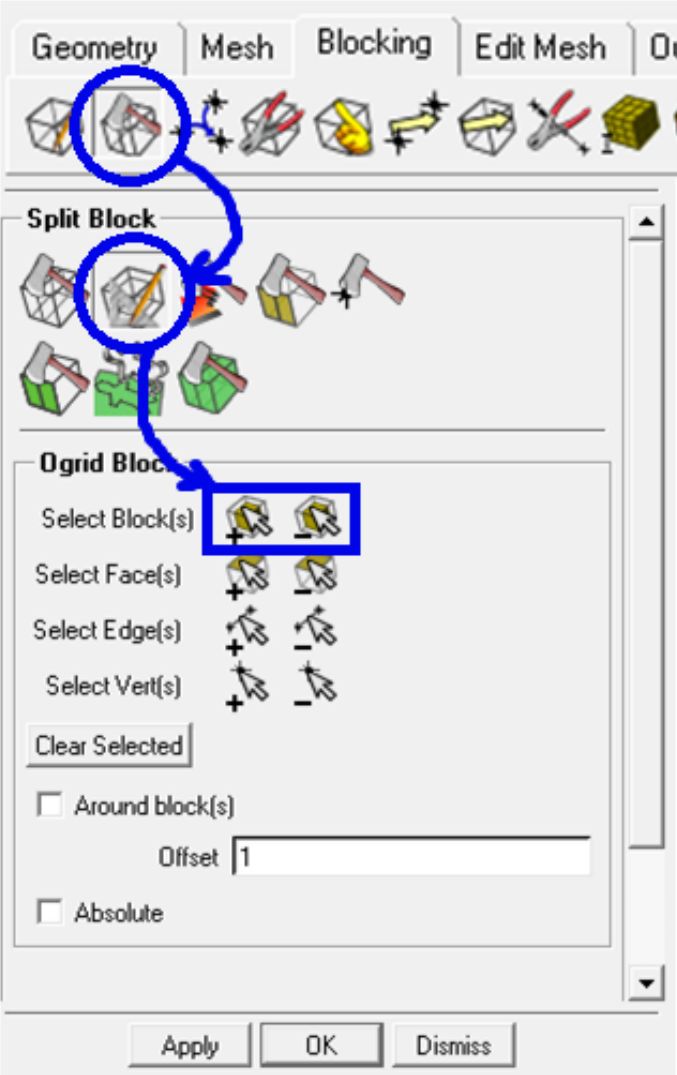 Geometry Mesh Blocking Edit Mesh
Split Block
Ogrid Block
Select Block(s)
Select Face(s)
Select Edge(s)
Select Vert(s)
Clear Selected
Around block(s)
Offset 1
Absolute
Apply OK Dismiss